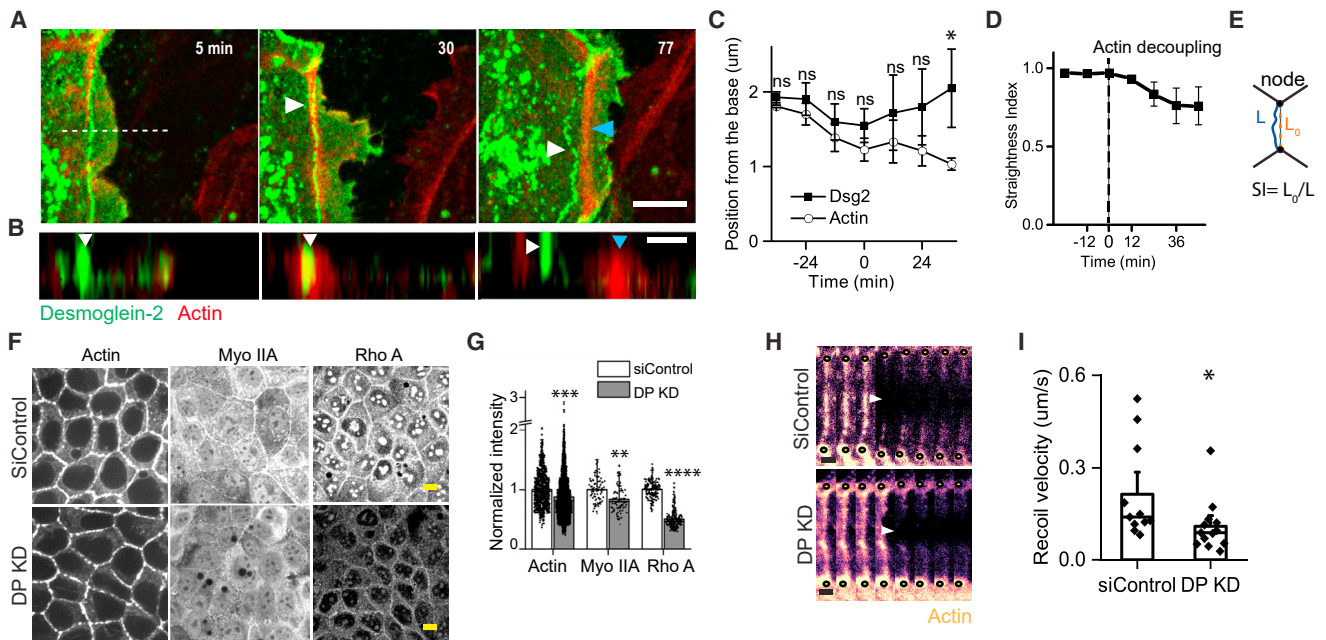 A
5 min
30
77
B
Desmoglein-2 Actin
C
Position from the base (um)
2
1
0
ns
ns
ns
ns
ns
*
Dsg2
Actin
-24
0
24
Time (min)
D
Actin decoupling
Straightness Index
1.0
0.5
0.0
-12
0
12
36
Time (min)
E
node
L
L0
SI= L0/L
F
Actin
Myo IIA
Rho A
SiControl
DP KD
G
siControl
DP KD
Normalized intensity
3
2
1
0
***
**
****
Actin
Myo IIA
Rho A
H
SiControl
DP KD
Actin
I
Recoil velocity (um/s)
0.6
0.3
0.0
*
siControl DP KD